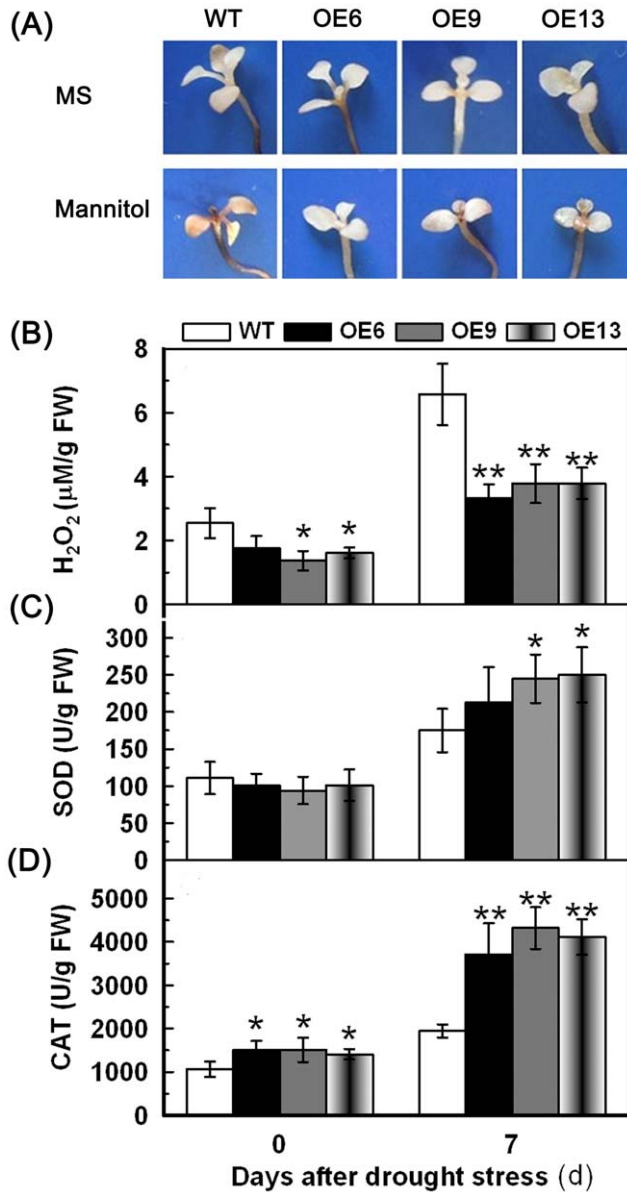 (A) WT OE6 OE9 OE13
MS
Mannitol
(B) WT OE6 OE9 OE13
H₂O₂ (μM/g FW)
8
6
4
2
0
* *
** ** **
(C)
SOD (U/g FW)
300
250
200
150
100
50
0
* *
(D)
CAT (U/g FW)
5000
4000
3000
2000
1000
0
* * *
** ** **
0 7
Days after drought stress (d)